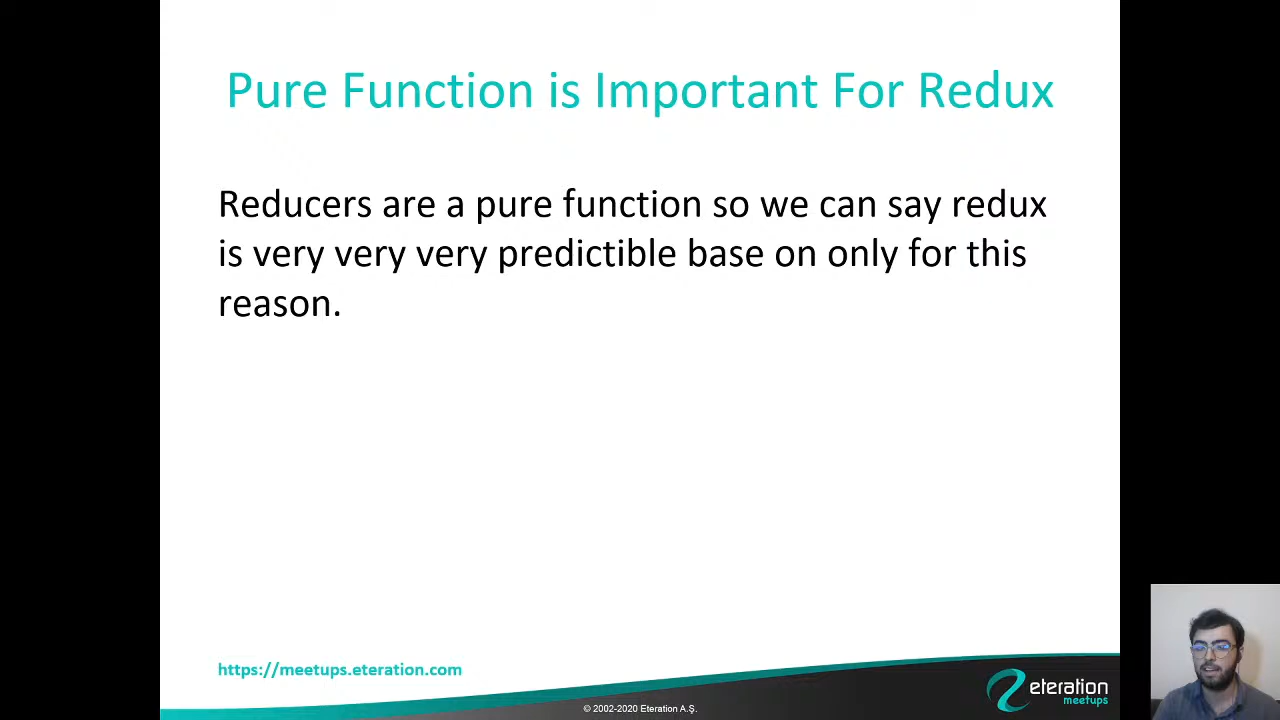 Pure Function is Important For Redux
Reducers are a pure function so we can say redux
is very very very predictible base on only for this
reason.
https://meetups.eteration.com
© 2002-2020 Eteration A.Ş.
eteration
meetups